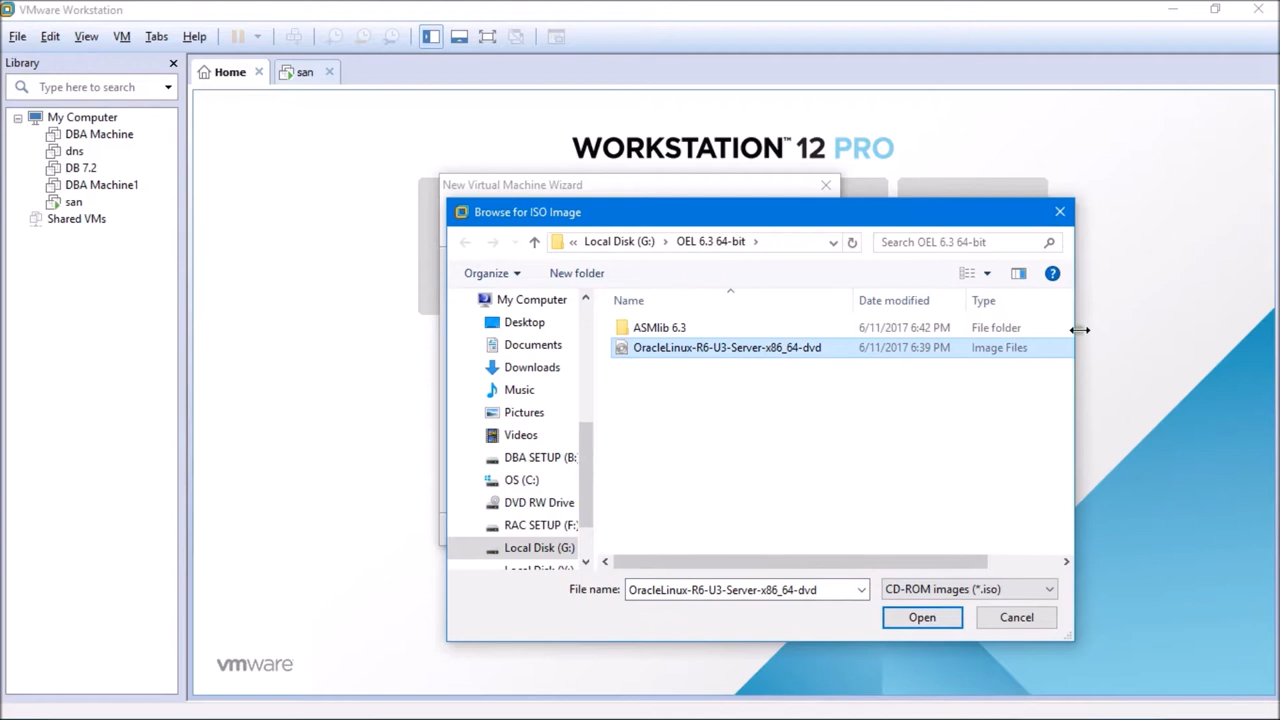 VMware Workstation
File Edit View VM Tabs Help
Library
Home
san
Type here to search
My Computer
DBA Machine
dns
DB 7.2
DBA Machine1
san
Shared VMs
WORKSTATION™ 12 PRO
New Virtual Machine Wizard
Browse for ISO Image
« Local Disk (G:) > OEL 6.3 64-bit >
Search OEL 6.3 64-bit
Organize
New folder
Name Date modified Type
ASMlib 6.3 6/11/2017 6:42 PM File folder
OracleLinux-R6-U3-Server-x86_64-dvd 6/11/2017 6:39 PM Image Files
My Computer
Desktop
Documents
Downloads
Music
Pictures
Videos
DBA SETUP (B:)
OS (C:)
DVD RW Drive
RAC SETUP (F:)
Local Disk (G:)
File name: OracleLinux-R6-U3-Server-x86_64-dvd
CD-ROM images (*.iso)
Open Cancel
vmware